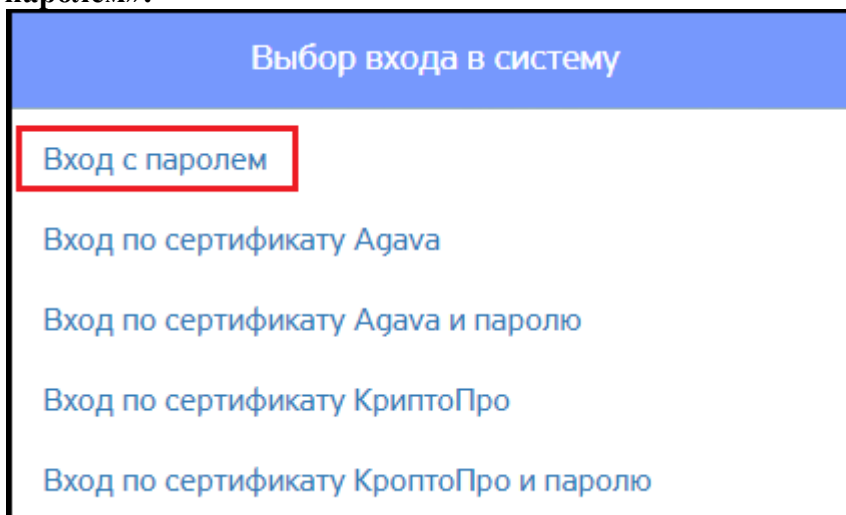 паролем».
Выбор входа в систему
Вход с паролем
Вход по сертификату Agava
Вход по сертификату Agava и паролю
Вход по сертификату КриптоПро
Вход по сертификату КроптоПро и паролю